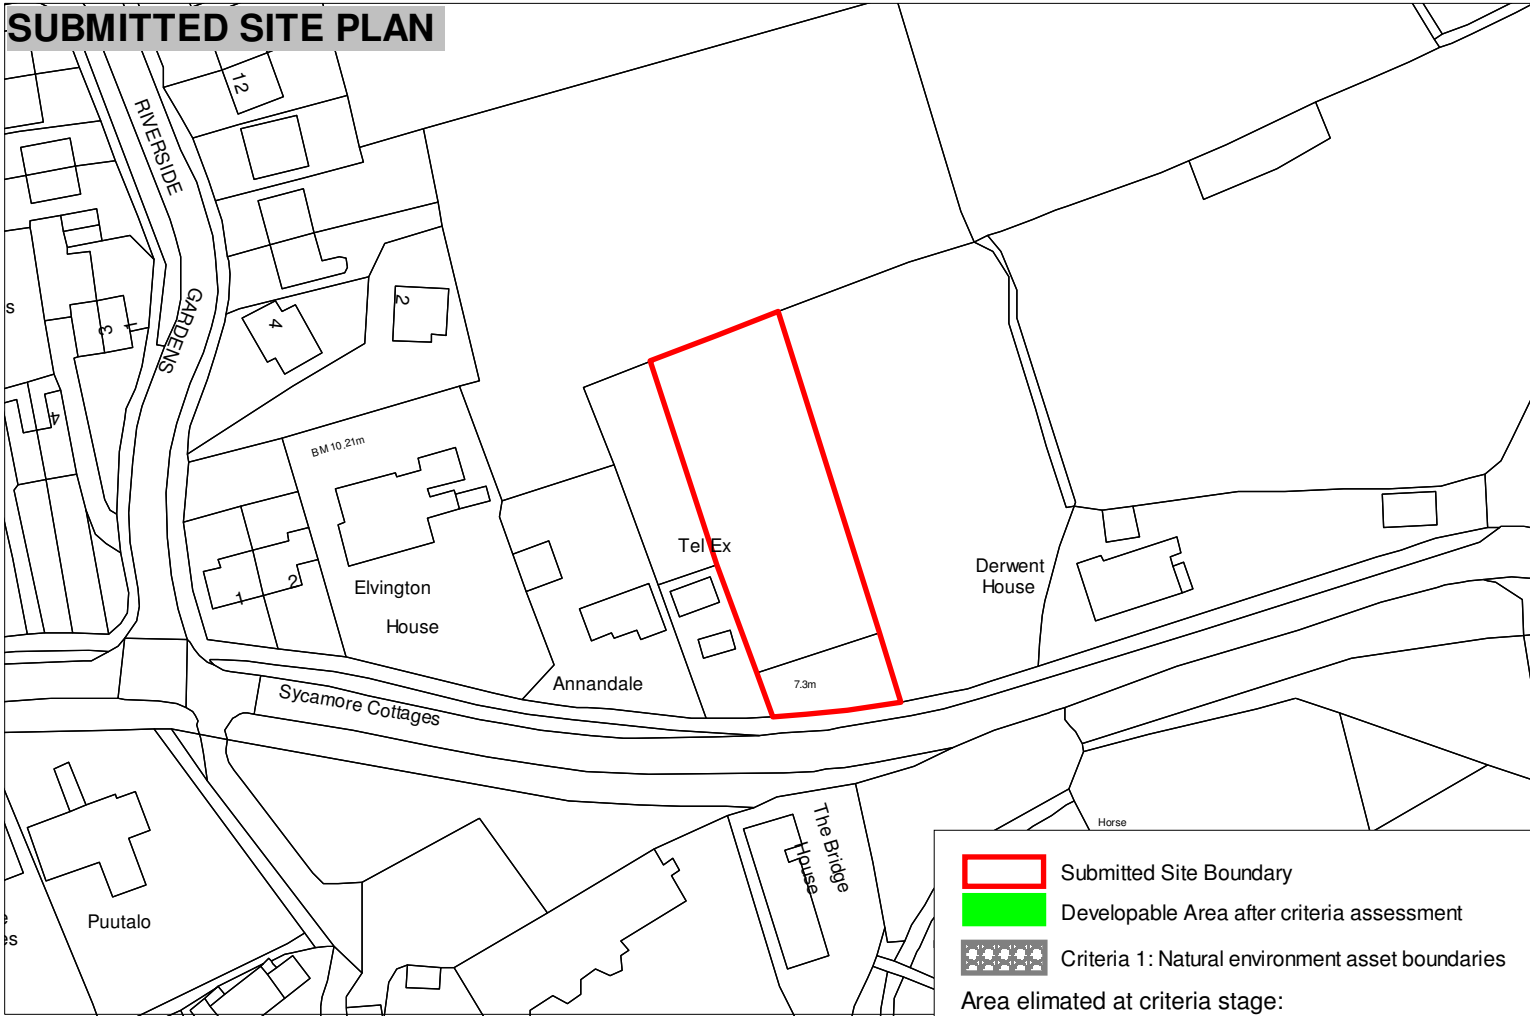 SUBMITTED SITE PLAN
12
RIVERSIDE
GARDENS
s
3
1
4
2
4
BM 10,21m
Tel Ex
Derwent
House
1
2
Elvington
House
Annandale
7.3m
Sycamore Cottages
The Bridge
House
Horse
Puutalo
es
Submitted Site Boundary
Developable Area after criteria assessment
Criteria 1: Natural environment asset boundaries
Area elimated at criteria stage: